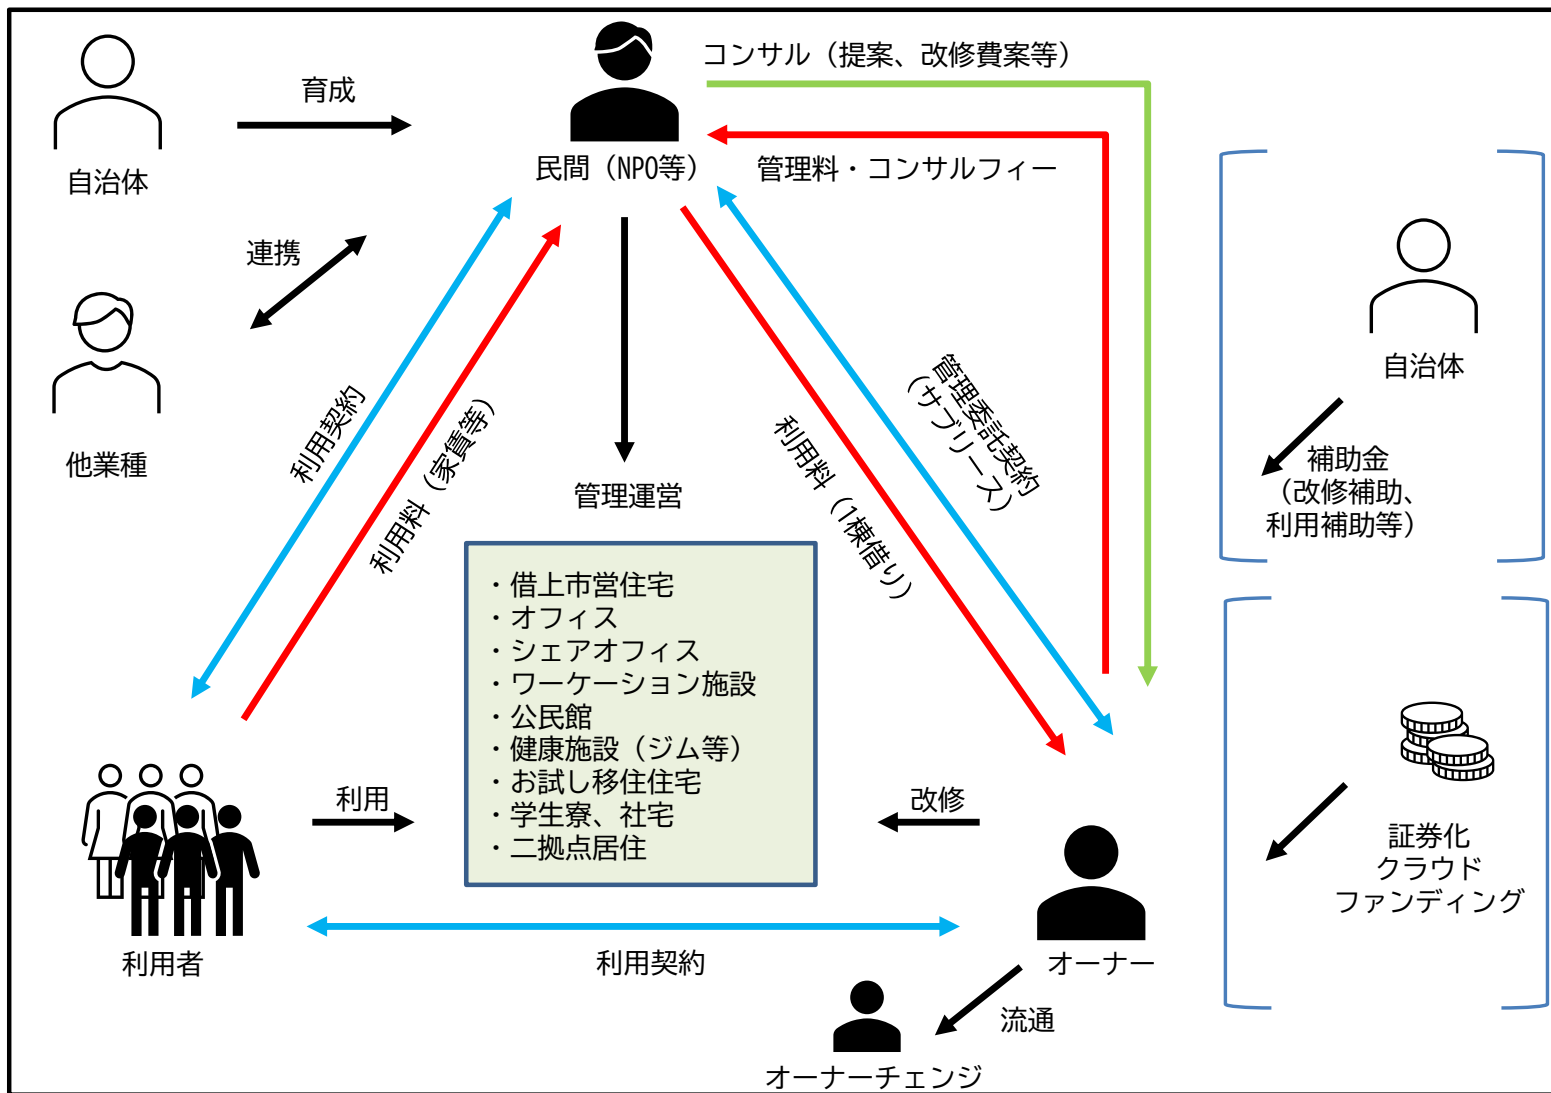 コンサル（提案、改修費案等）
育成
自治体
民間（NPO等）
管理料・コンサルフィー
連携
他業種
利用契約
利用料（家賃等）
管理運営
利用料（1棟借り）
管理委託契約
（サブリース）
自治体
補助金
（改修補助、
利用補助等）
・借上市営住宅
・オフィス
・シェアオフィス
・ワーケーション施設
・公民館
・健康施設（ジム等）
・お試し移住住宅
・学生寮、社宅
・二拠点居住
利用
改修
証券化
クラウド
ファンディング
利用者
利用契約
オーナー
流通
オーナーチェンジ